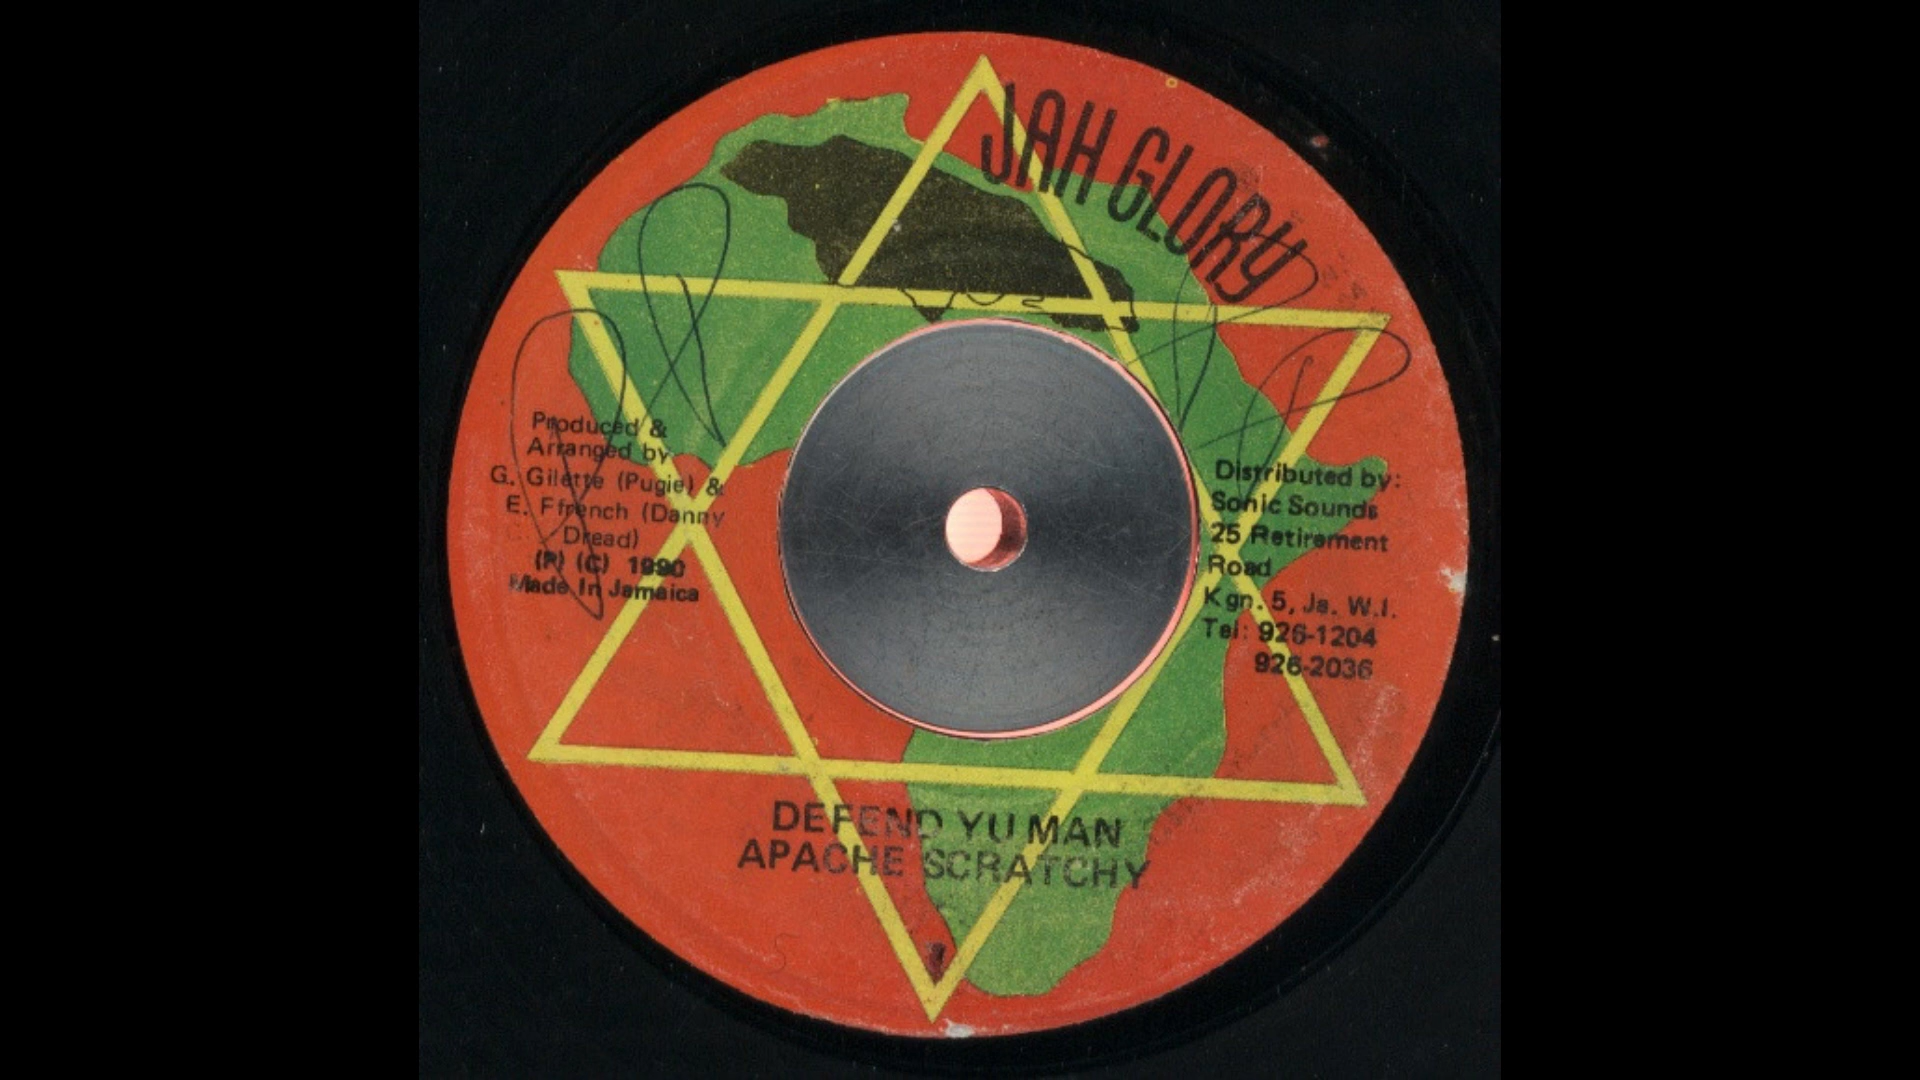 JAH GLORY
Produced &
Arranged by
G. Gilette (Pugie) &
E. Ffrench (Danny
Dread)
(P) (C) 1990
Made In Jamaica
Distributed by:
Sonic Sounds
25 Retirement
Road
Kgn. 5, Ja. W.I.
Tel: 926-1204
926-2036
DEFEND YU MAN
APACHE SCRATCHY